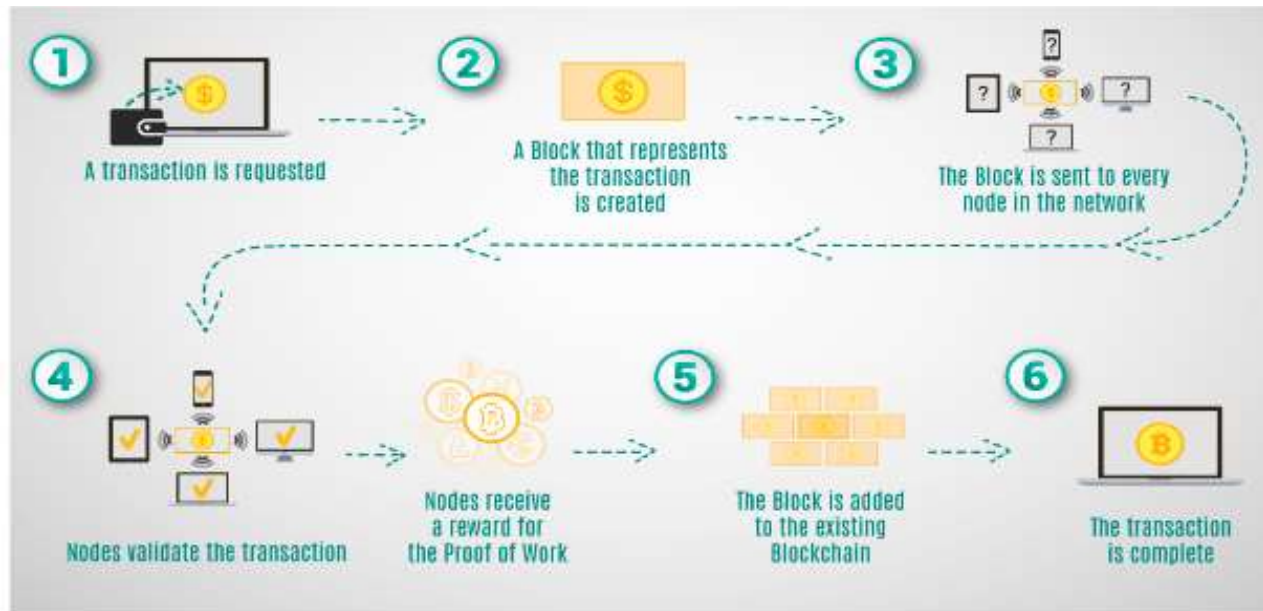 1
A transaction is requested
2
A Block that represents
the transaction
is created
3
? ? ? ?
The Block is sent to every
node in the network
4
Nodes validate the transaction
Nodes receive
a reward for
the Proof of Work
5
The Block is added
to the existing
Blockchain
6
The transaction
is complete